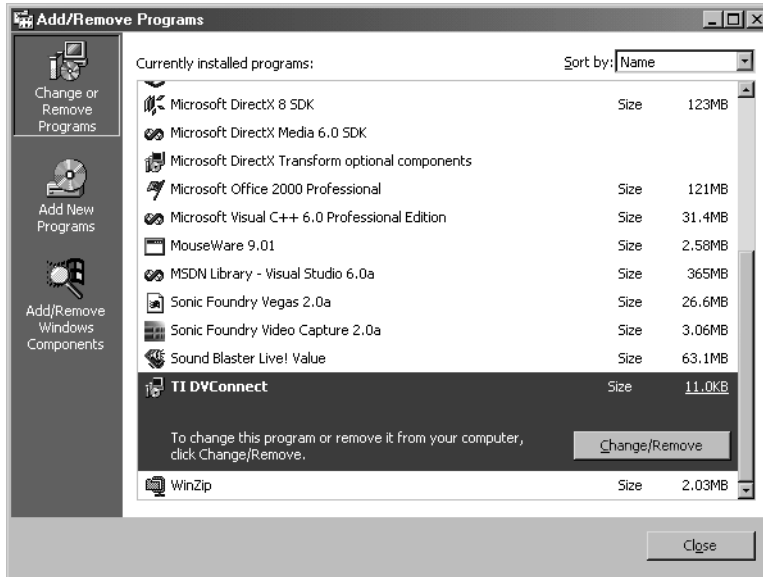 Add/Remove Programs
Change or
Remove
Programs
Add New
Programs
Add/Remove
Windows
Components
Currently installed programs:
Sort by: Name
Microsoft DirectX 8 SDK Size 123MB
Microsoft DirectX Media 6.0 SDK
Microsoft DirectX Transform optional components
Microsoft Office 2000 Professional Size 121MB
Microsoft Visual C++ 6.0 Professional Edition Size 31.4MB
MouseWare 9.01 Size 2.58MB
MSDN Library - Visual Studio 6.0a Size 365MB
Sonic Foundry Vegas 2.0a Size 26.6MB
Sonic Foundry Video Capture 2.0a Size 3.06MB
Sound Blaster Live! Value Size 63.1MB
TI DVConnect Size 11.0KB
To change this program or remove it from your computer,
click Change/Remove.
Change/Remove
WinZip Size 2.03MB
Close